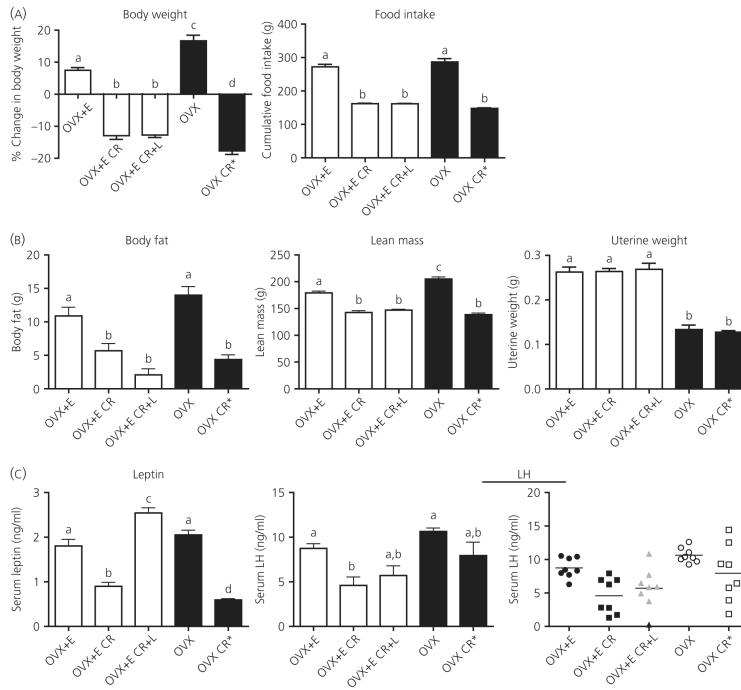 (A)
Body weight
% Change in body weight
20
10
0
−10
−20
a
b
b
c
d
OVX+E
OVX+E CR
OVX+E CR+L
OVX
OVX CR*
Food intake
Cumulative food intake (g)
400
300
200
100
0
a
b
b
a
b
OVX+E
OVX+E CR
OVX+E CR+L
OVX
OVX CR*
(B)
Body fat
Body fat (g)
20
15
10
5
0
a
b
b
a
b
OVX+E
OVX+E CR
OVX+E CR+L
OVX
OVX CR*
Lean mass
Lean mass (g)
250
200
150
100
50
0
a
b
b
c
b
OVX+E
OVX+E CR
OVX+E CR+L
OVX
OVX CR*
Uterine weight
Uterine weight (g)
0.3
0.2
0.1
0.0
a
a
a
b
b
OVX+E
OVX+E CR
OVX+E CR+L
OVX
OVX CR*
(C)
Leptin
Serum leptin (ng/ml)
3
2
1
0
a
b
c
a
d
OVX+E
OVX+E CR
OVX+E CR+L
OVX
OVX CR*
LH
Serum LH (ng/ml)
15
10
5
0
a
b
a,b
a
a,b
OVX+E
OVX+E CR
OVX+E CR+L
OVX
OVX CR*
Serum LH (ng/ml)
20
15
10
5
0
OVX+E
OVX+E CR
OVX+E CR+L
OVX
OVX CR*